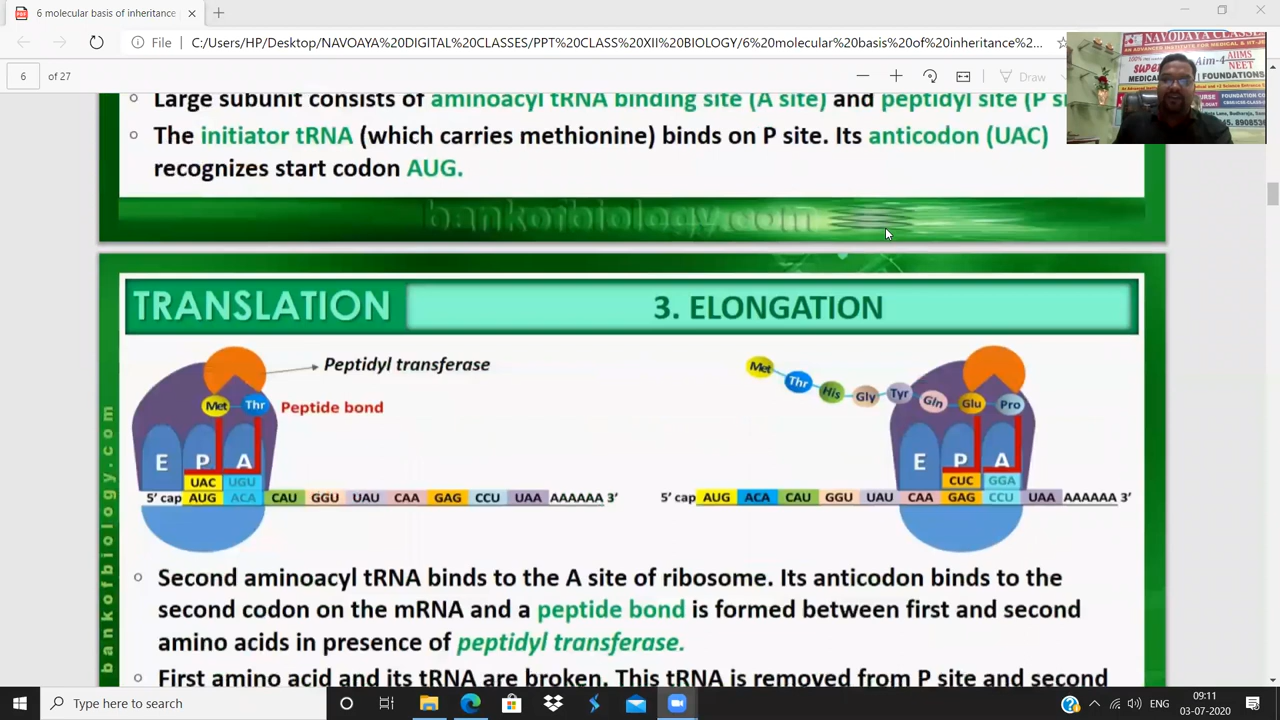 6 molecular basis of inheritance
File
C:/Users/HP/Desktop/NAVOAYA%20DIGITAL%20CLASSES/PPT%20CLASS%20XII%20BIOLOGY/6%20molecular%20basis%20of%20inheritance%2...
6 of 27
Draw
NAVODAYA CLASSES
AN ADVANCED INSTITUTE FOR MEDICAL & IIT-JEE
Aim-4 AIIMS
NEET
FOUNDATIONS
Large subunit consists of aminoacyl tRNA binding site (A site) and peptidyl site (P si
The initiator tRNA (which carries methionine) binds on P site. Its anticodon (UAC)
recognizes start codon AUG.
bankofbiology.com
TRANSLATION 3. ELONGATION
Peptidyl transferase
Met Thr Peptide bond
E P A
UAC UGU
5' cap AUG ACA CAU GGU UAU CAA GAG CCU UAA AAAAAA 3'
Met Thr His Gly Tyr Gln Glu Pro
E P A
CUC GGA
5' cap AUG ACA CAU GGU UAU CAA GAG CCU UAA AAAAAA 3'
bankofbiology.com
Second aminoacyl tRNA binds to the A site of ribosome. Its anticodon binds to the
second codon on the mRNA and a peptide bond is formed between first and second
amino acids in presence of peptidyl transferase.
First amino acid and its tRNA are broken. This tRNA is removed from P site and second
Type here to search
ENG
09:11
03-07-2020